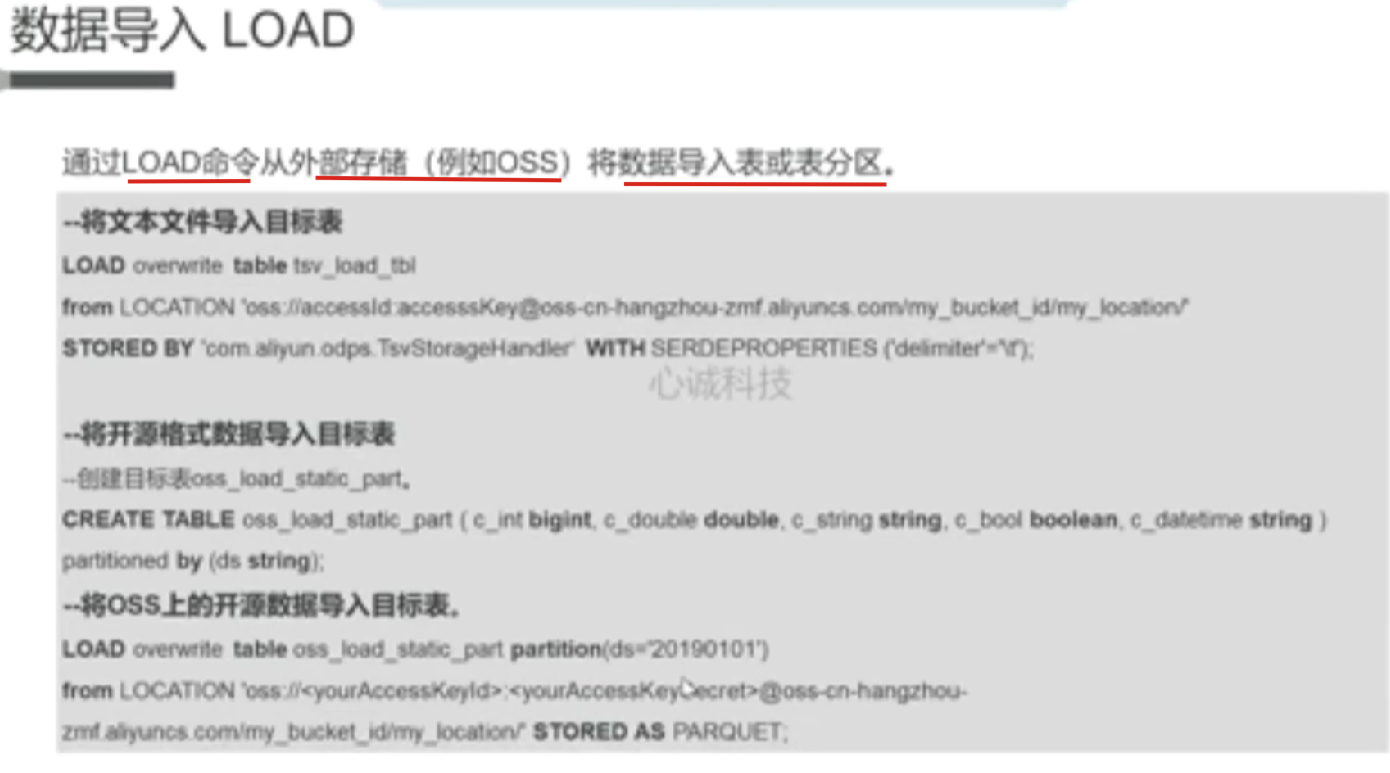 数据导入 LOAD
通过LOAD命令从外部存储（例如OSS）将数据导入表或表分区。
--将文本文件导入目标表
LOAD overwrite table tsv_load_tbl
from LOCATION 'oss://accessId:accesssKey@oss-cn-hangzhou-zmf.aliyuncs.com/my_bucket_id/my_location/'
STORED BY 'com.aliyun.odps.TsvStorageHandler' WITH SERDEPROPERTIES ('delimiter'='\t');
心诚科技
--将开源格式数据导入目标表
--创建目标表oss_load_static_part。
CREATE TABLE oss_load_static_part ( c_int bigint, c_double double, c_string string, c_bool boolean, c_datetime string )
partitioned by (ds string);
--将OSS上的开源数据导入目标表。
LOAD overwrite table oss_load_static_part partition(ds='20190101')
from LOCATION 'oss://<yourAccessKeyId>:<yourAccessKeySecret>@oss-cn-hangzhou-
zmf.aliyuncs.com/my_bucket_id/my_location/' STORED AS PARQUET;